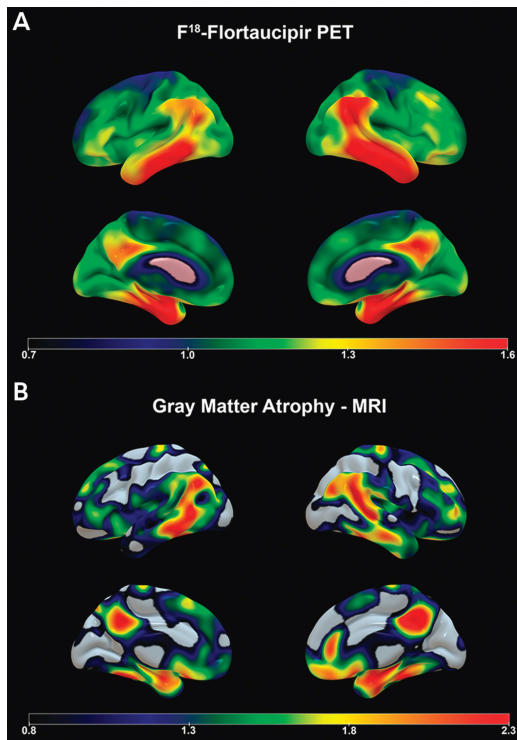 A
F¹⁸-Flortaucipir PET
0.7 1.0 1.3 1.6
B
Gray Matter Atrophy - MRI
0.8 1.3 1.8 2.3